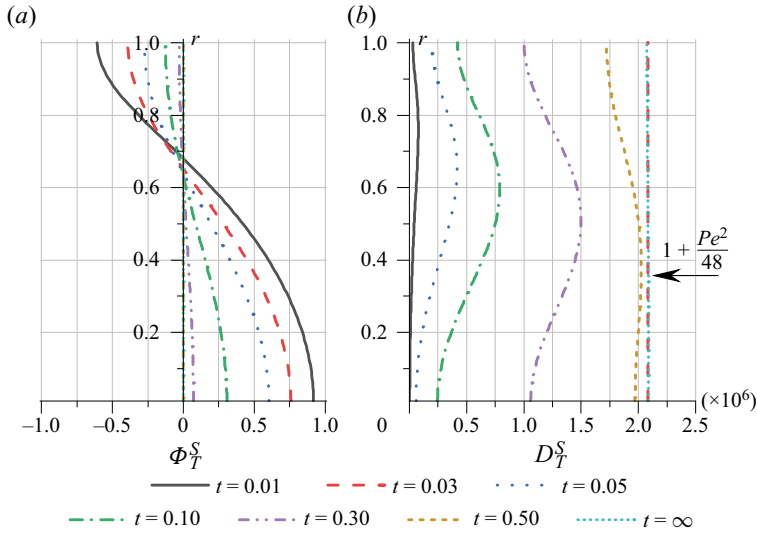 (a)
1.0
r
0.8
0.6
0.4
0.2
−1.0 −0.5 0 0.5 1.0
Φ_T^S
(b)
1.0
r
0.8
0.6
0.4
0.2
1 + Pe²/48
(×10⁶)
0 0.5 1.0 1.5 2.0 2.5
D_T^S
t = 0.01 t = 0.03 t = 0.05
t = 0.10 t = 0.30 t = 0.50 t = ∞